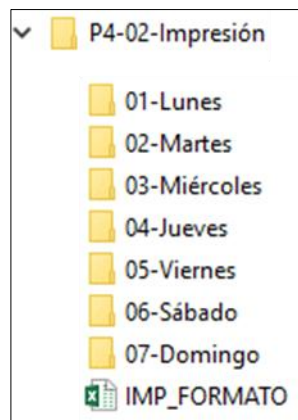 P4-02-Impresión
01-Lunes
02-Martes
03-Miércoles
04-Jueves
05-Viernes
06-Sábado
07-Domingo
IMP_FORMATO